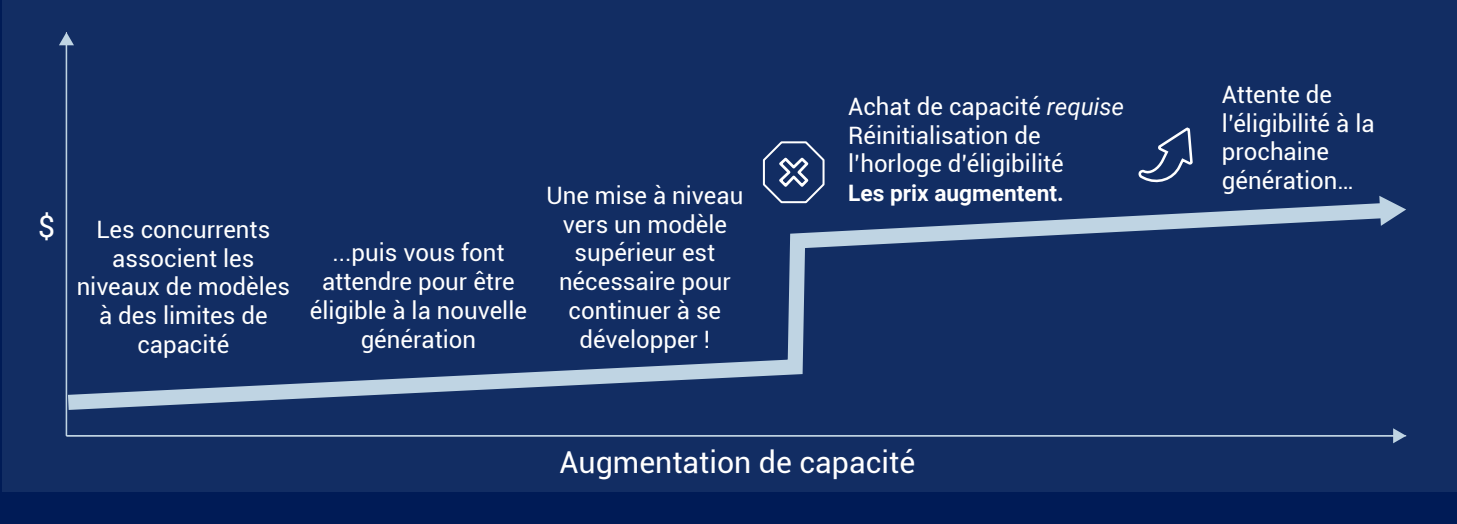 $
Les concurrents
associent les
niveaux de modèles
à des limites de
capacité
...puis vous font
attendre pour être
éligible à la nouvelle
génération
Une mise à niveau
vers un modèle
supérieur est
nécessaire pour
continuer à se
développer !
Achat de capacité requise
Réinitialisation de
l'horloge d'éligibilité
Les prix augmentent.
Attente de
l'éligibilité à la
prochaine
génération...
Augmentation de capacité